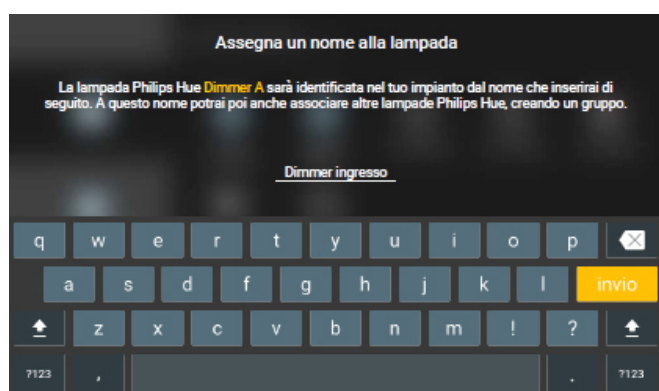 Assegna un nome alla lampada
La lampada Philips Hue Dimmer A sarà identificata nel tuo impianto dal nome che inserirai di
seguito. A questo nome potrai poi anche associare altre lampade Philips Hue, creando un gruppo.
Dimmer ingresso
q w e r t y u i o p
a s d f g h j k l invio
z x c v b n m ! ?
?123 , . ?123